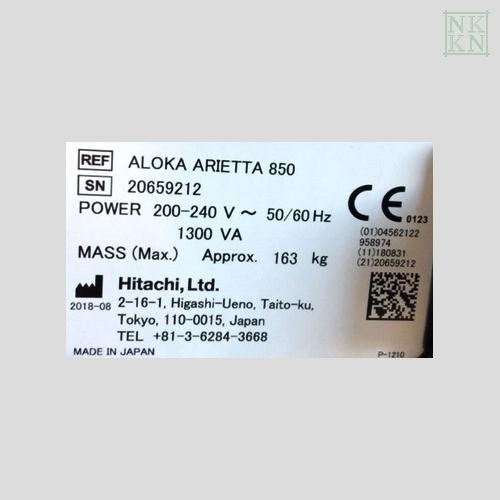 NK
KN
REF ALOKA ARIETTA 850
SN 20659212
POWER 200-240 V ~ 50/60 Hz
1300 VA
MASS (Max.) Approx. 163 kg
CE 0123
(01)04562122
958974
(11)180831
(21)20659212
2018-08
Hitachi, Ltd.
2-16-1, Higashi-Ueno, Taito-ku,
Tokyo, 110-0015, Japan
TEL +81-3-6284-3668
MADE IN JAPAN
P-1210